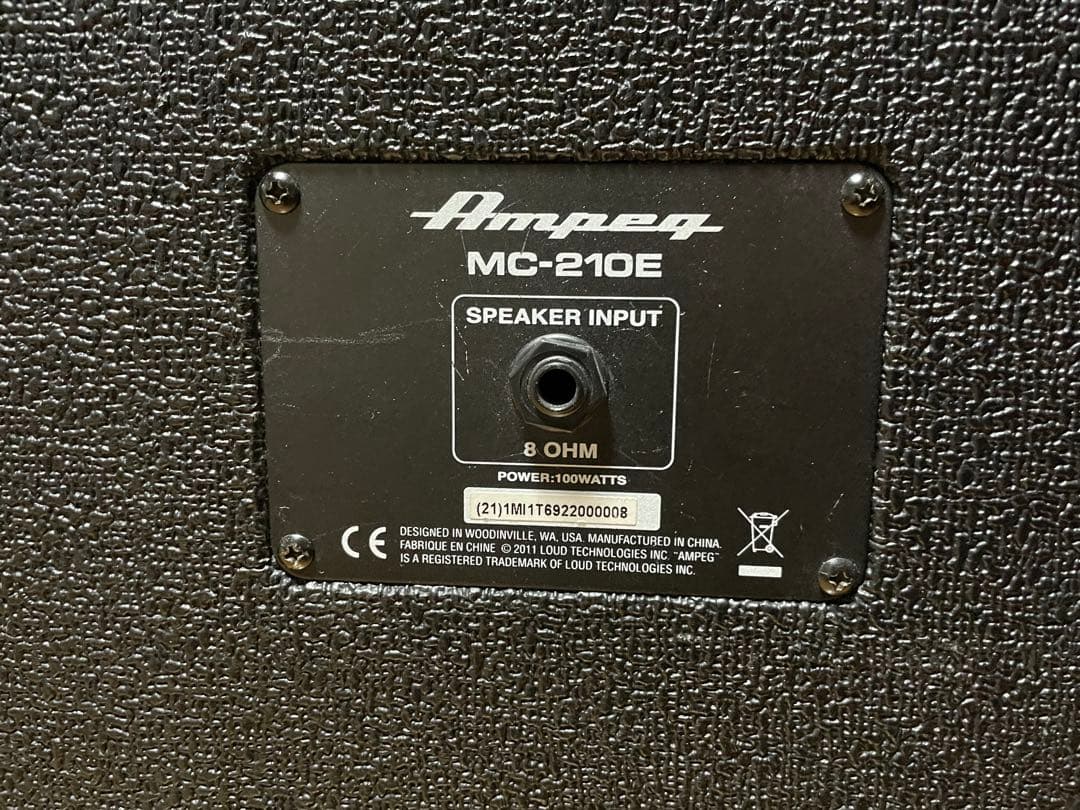 Ampeg
MC-210E
SPEAKER INPUT
8 OHM
POWER:100WATTS
(21)1MI1T6922000008
CE
DESIGNED IN WOODINVILLE, WA, USA. MANUFACTURED IN CHINA.
FABRIQUE EN CHINE © 2011 LOUD TECHNOLOGIES INC. "AMPEG"
IS A REGISTERED TRADEMARK OF LOUD TECHNOLOGIES INC.